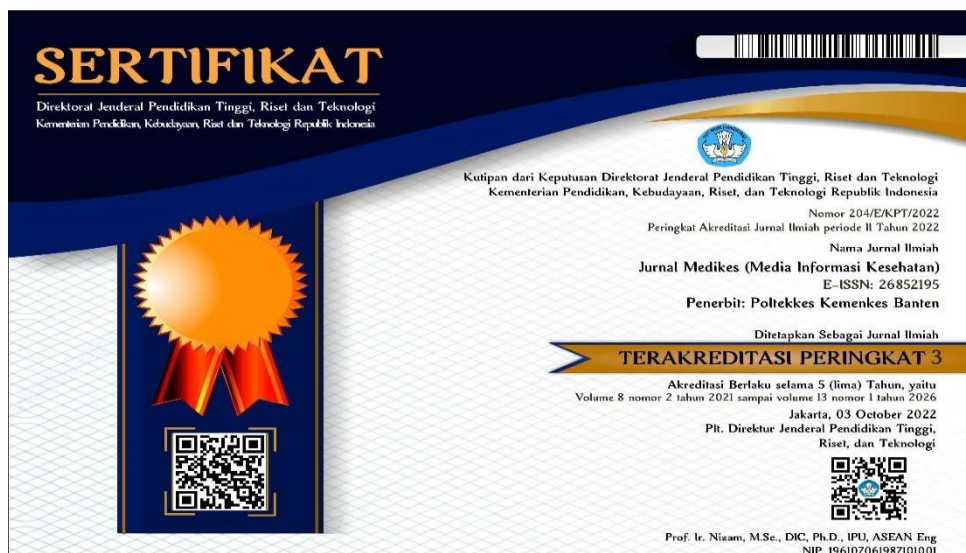 SERTIFIKAT
Direktorat Jenderal Pendidikan Tinggi, Riset dan Teknologi
Kementerian Pendidikan, Kebudayaan, Riset dan Teknologi Republik Indonesia
Kutipan dari Keputusan Direktorat Jenderal Pendidikan Tinggi, Riset dan Teknologi
Kementerian Pendidikan, Kebudayaan, Riset, dan Teknologi Republik Indonesia
Nomor 204/E/KPT/2022
Peringkat Akreditasi Jurnal Ilmiah periode II Tahun 2022
Nama Jurnal Ilmiah
Jurnal Medikes (Media Informasi Kesehatan)
E-ISSN: 26852195
Penerbit: Poltekkes Kemenkes Banten
Ditetapkan Sebagai Jurnal Ilmiah
TERAKREDITASI PERINGKAT 3
Akreditasi Berlaku selama 5 (lima) Tahun, yaitu
Volume 8 nomor 2 tahun 2021 sampai volume 13 nomor 1 tahun 2026
Jakarta, 03 October 2022
Plt. Direktur Jenderal Pendidikan Tinggi,
Riset, dan Teknologi
Prof. Ir. Nizam, M.Sc., DIC, Ph.D., IPU, ASEAN Eng
NIP. 196107061987101001